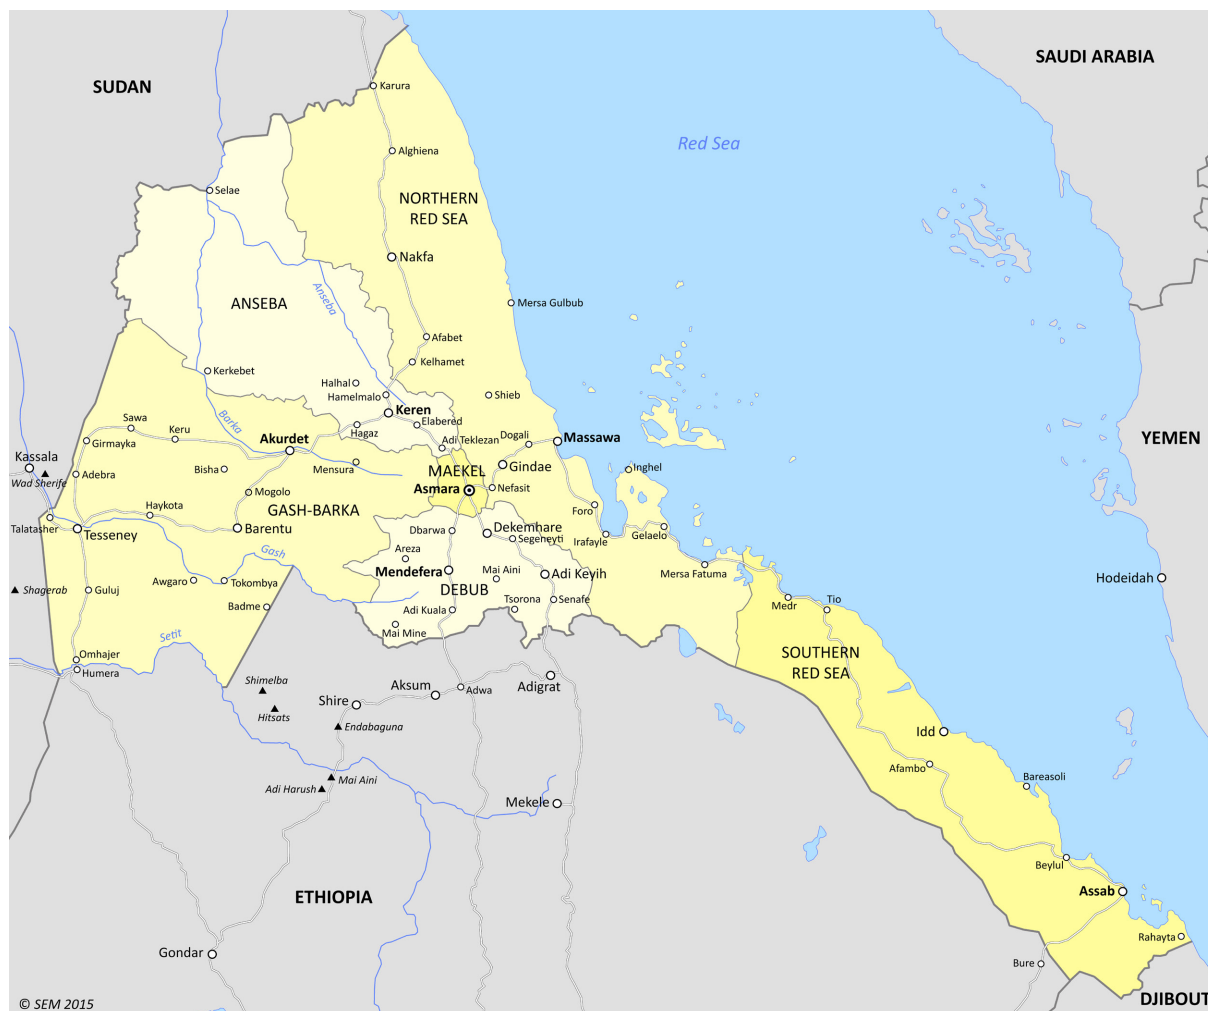 SAUDI ARABIA
SUDAN
Karura
Red Sea
Alghiena
Selae
NORTHERN
RED SEA
Nakfa
Anseba
ANSEBA
Mersa Gulbub
Afabet
Kelhamet
Kerkebet
Halhal
Hamelmalo
Shieb
Keren
Barka
Elabered
Sawa
Keru
Girmayka
Akurdet
Hagaz
Adi Teklezan
Dogali
Massawa
YEMEN
Kassala
Wad Sherife
Adebra
Bisha
Mensura
MAEKEL
Gindae
Inghel
Asmara
Nefasit
Mogolo
Haykota
GASH-BARKA
Foro
Talatasher
Tesseney
Barentu
Dbarwa
Dekemhare
Segeneyti
Irafayle
Gelaelo
Gash
Areza
Mendefera
Mai Aini
Adi Keyih
Mersa Fatuma
Hodeidah
Shagerab
Guluj
Awgaro
Tokombya
DEBUB
Badme
Adi Kuala
Tsorona
Senafe
Medr
Tio
Setit
Mai Mine
Omhajer
Humera
SOUTHERN
RED SEA
Shimelba
Aksum
Adwa
Adigrat
Shire
Hitsats
Endabaguna
Idd
Afambo
Mai Aini
Adi Harush
Bareasoli
Mekele
Beylul
Assab
ETHIOPIA
Rahayta
Gondar
Bure
© SEM 2015
DJIBOUT